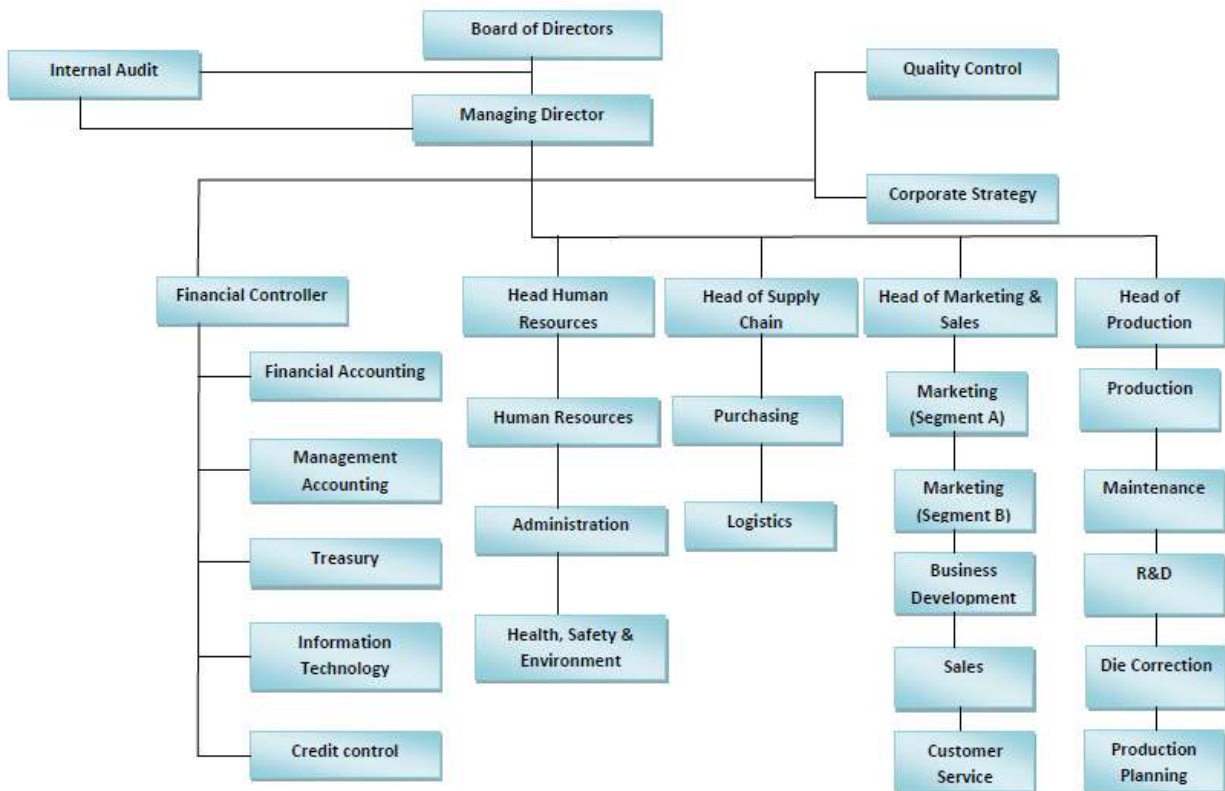 Board of Directors
Internal Audit
Quality Control
Managing Director
Corporate Strategy
Financial Controller
Head Human
Resources
Head of Supply
Chain
Head of Marketing &
Sales
Head of
Production
Financial Accounting
Management
Accounting
Treasury
Information
Technology
Credit control
Human Resources
Administration
Health, Safety &
Environment
Purchasing
Logistics
Marketing
(Segment A)
Marketing
(Segment B)
Business
Development
Sales
Customer
Service
Production
Maintenance
R&D
Die Correction
Production
Planning